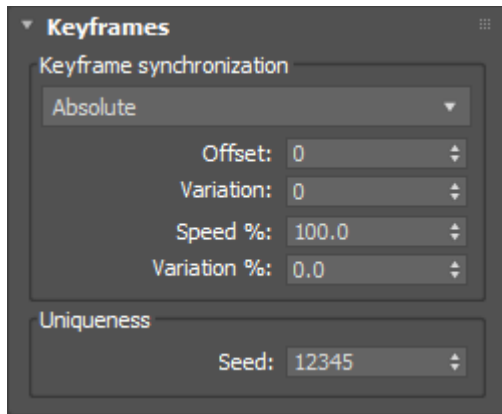 Keyframes
Keyframe synchronization
Absolute
Offset: 0
Variation: 0
Speed %: 100.0
Variation %: 0.0
Uniqueness
Seed: 12345